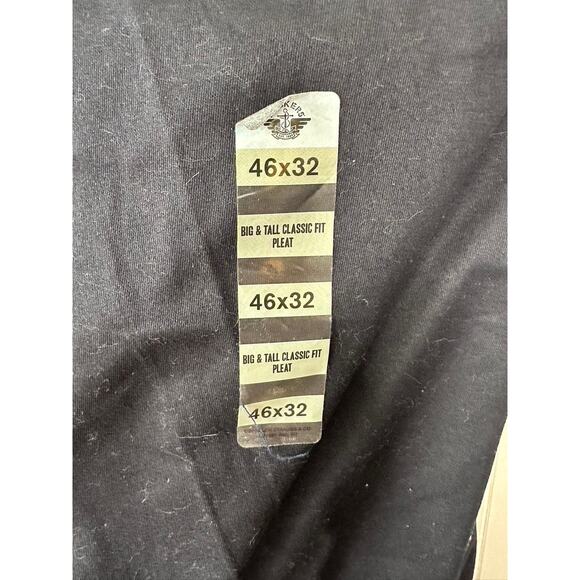 46x32
BIG & TALL CLASSIC FIT
PLEAT
46x32
BIG & TALL CLASSIC FIT
PLEAT
46x32